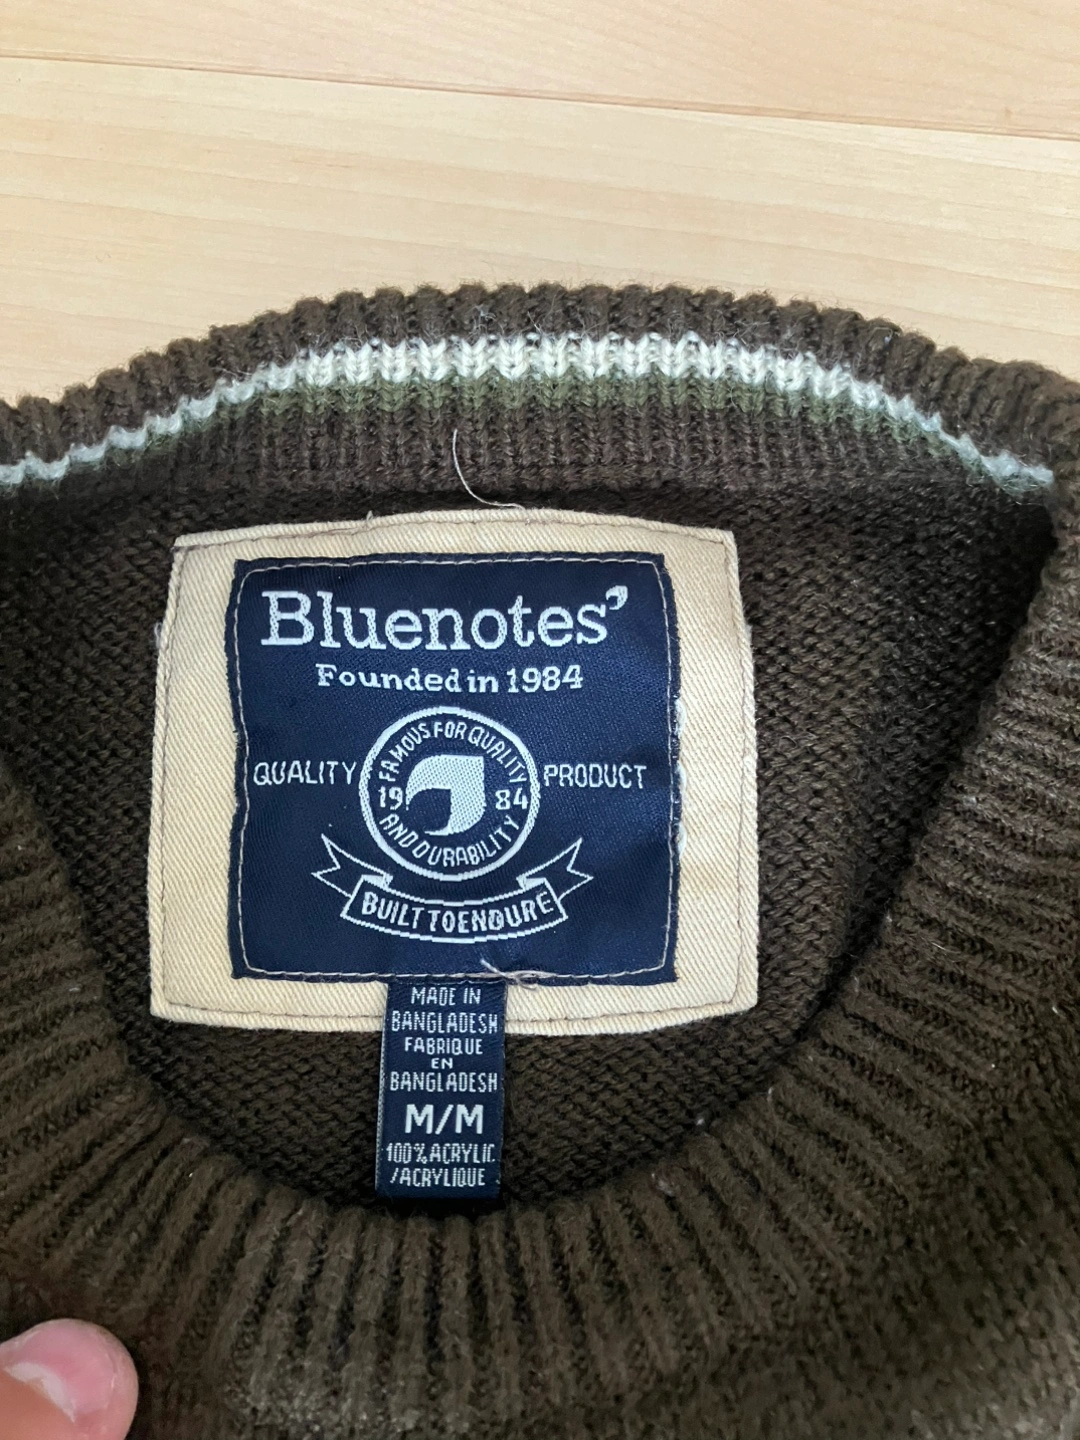 Bluenotes
Founded in 1984
QUALITY
FAMOUS FOR QUALITY
19 84
AND DURABILITY
PRODUCT
BUILT TO ENDURE
MADE IN
BANGLADESH
FABRIQUE
EN
BANGLADESH
M/M
100% ACRYLIC
/ACRYLIQUE